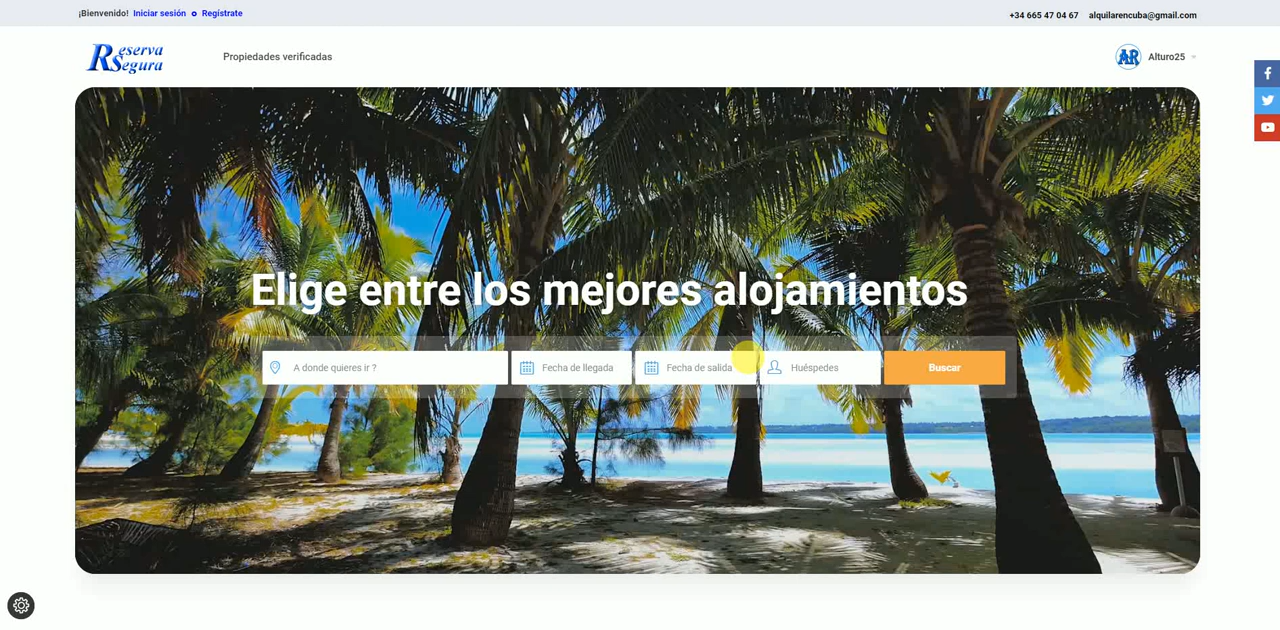 ¡Bienvenido! Iniciar sesión o Regístrate
+34 665 47 04 67 alquilarencuba@gmail.com
Reserva
Segura
Propiedades verificadas
AR
Alturo25
Elige entre los mejores alojamientos
A donde quieres ir ?
Fecha de llegada
Fecha de salida
Huéspedes
Buscar